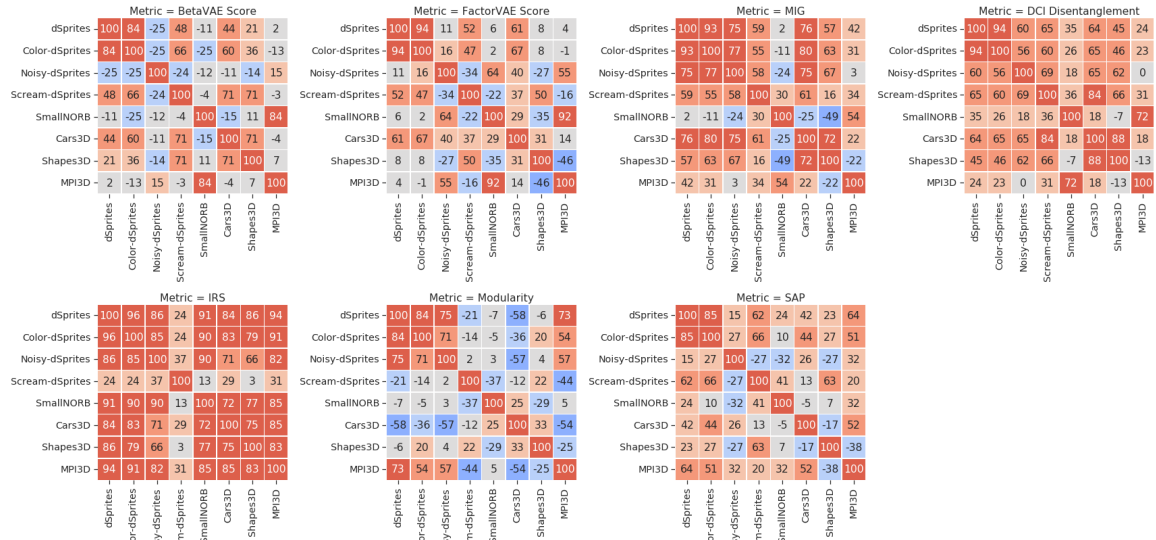 Metric = BetaVAE Score
dSprites 100 84 -25 48 -11 44 21 2
Color-dSprites 84 100 -25 66 -25 60 36 -13
Noisy-dSprites -25 -25 100 -24 -12 -11 -14 15
Scream-dSprites 48 66 -24 100 -4 71 71 -3
SmallNORB -11 -25 -12 -4 100 -15 11 84
Cars3D 44 60 -11 71 -15 100 71 -4
Shapes3D 21 36 -14 71 11 71 100 7
MPI3D 2 -13 15 -3 84 -4 7 100
dSprites Color-dSprites Noisy-dSprites Scream-dSprites SmallNORB Cars3D Shapes3D MPI3D
Metric = FactorVAE Score
dSprites 100 94 11 52 6 61 8 4
Color-dSprites 94 100 16 47 2 67 8 -1
Noisy-dSprites 11 16 100 -34 64 40 -27 55
Scream-dSprites 52 47 -34 100 -22 37 50 -16
SmallNORB 6 2 64 -22 100 29 -35 92
Cars3D 61 67 40 37 29 100 31 14
Shapes3D 8 8 -27 50 -35 31 100 -46
MPI3D 4 -1 55 -16 92 14 -46 100
dSprites Color-dSprites Noisy-dSprites Scream-dSprites SmallNORB Cars3D Shapes3D MPI3D
Metric = MIG
dSprites 100 93 75 59 2 76 57 42
Color-dSprites 93 100 77 55 -11 80 63 31
Noisy-dSprites 75 77 100 58 -24 75 67 3
Scream-dSprites 59 55 58 100 30 61 16 34
SmallNORB 2 -11 -24 30 100 -25 -49 54
Cars3D 76 80 75 61 -25 100 72 22
Shapes3D 57 63 67 16 -49 72 100 -22
MPI3D 42 31 3 34 54 22 -22 100
dSprites Color-dSprites Noisy-dSprites Scream-dSprites SmallNORB Cars3D Shapes3D MPI3D
Metric = DCI Disentanglement
dSprites 100 94 60 65 35 64 45 24
Color-dSprites 94 100 56 60 26 65 46 23
Noisy-dSprites 60 56 100 69 18 65 62 0
Scream-dSprites 65 60 69 100 36 84 66 31
SmallNORB 35 26 18 36 100 18 -7 72
Cars3D 64 65 65 84 18 100 88 18
Shapes3D 45 46 62 66 -7 88 100 -13
MPI3D 24 23 0 31 72 18 -13 100
dSprites Color-dSprites Noisy-dSprites Scream-dSprites SmallNORB Cars3D Shapes3D MPI3D
Metric = IRS
dSprites 100 96 86 24 91 84 86 94
Color-dSprites 96 100 85 24 90 83 79 91
Noisy-dSprites 86 85 100 37 90 71 66 82
Scream-dSprites 24 24 37 100 13 29 3 31
SmallNORB 91 90 90 13 100 72 77 85
Cars3D 84 83 71 29 72 100 75 85
Shapes3D 86 79 66 3 77 75 100 83
MPI3D 94 91 82 31 85 85 83 100
dSprites or-dSprites y-dSprites m-dSprites SmallNORB Cars3D Shapes3D MPI3D
Metric = Modularity
dSprites 100 84 75 -21 -7 -58 -6 73
Color-dSprites 84 100 71 -14 -5 -36 20 54
Noisy-dSprites 75 71 100 2 3 -57 4 57
Scream-dSprites -21 -14 2 100 -37 -12 22 -44
SmallNORB -7 -5 3 -37 100 25 -29 5
Cars3D -58 -36 -57 -12 25 100 33 -54
Shapes3D -6 20 4 22 -29 33 100 -25
MPI3D 73 54 57 -44 5 -54 -25 100
dSprites or-dSprites y-dSprites m-dSprites SmallNORB Cars3D Shapes3D MPI3D
Metric = SAP
dSprites 100 85 15 62 24 42 23 64
Color-dSprites 85 100 27 66 10 44 27 51
Noisy-dSprites 15 27 100 -27 -32 26 -27 32
Scream-dSprites 62 66 -27 100 41 13 63 20
SmallNORB 24 10 -32 41 100 -5 7 32
Cars3D 42 44 26 13 -5 100 -17 52
Shapes3D 23 27 -27 63 7 -17 100 -38
MPI3D 64 51 32 20 32 52 -38 100
dSprites or-dSprites y-dSprites m-dSprites SmallNORB Cars3D Shapes3D MPI3D